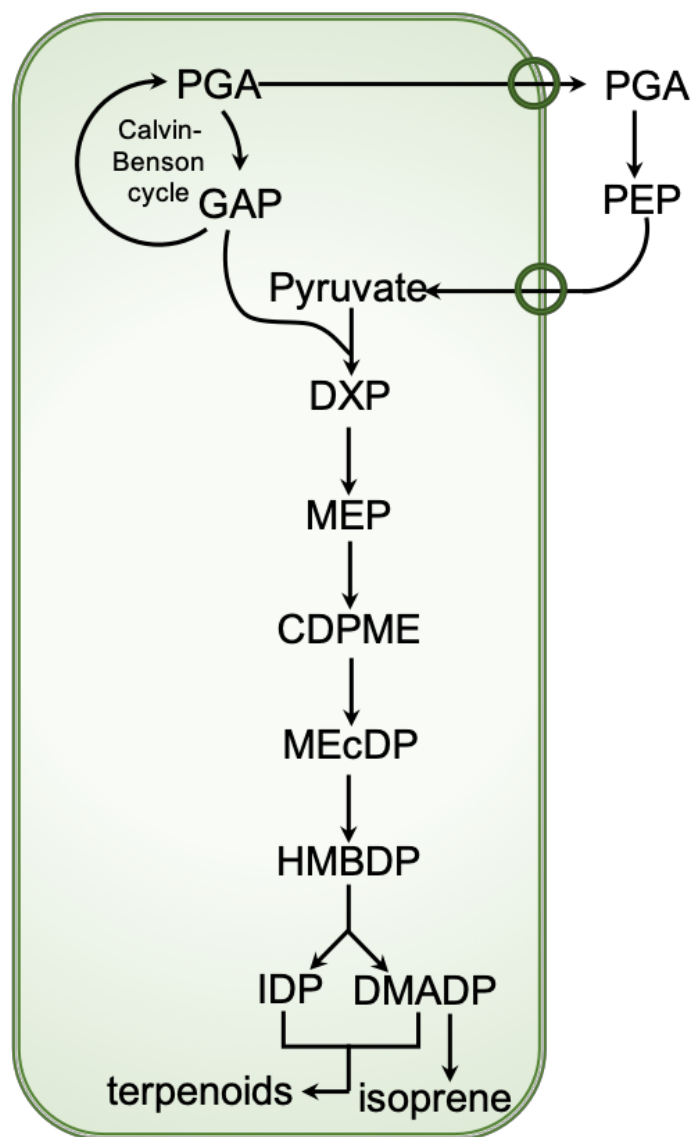 PGA
PGA
Calvin-
Benson
cycle
GAP
PEP
Pyruvate
DXP
MEP
CDPME
MEcDP
HMBDP
IDP
DMADP
terpenoids
isoprene